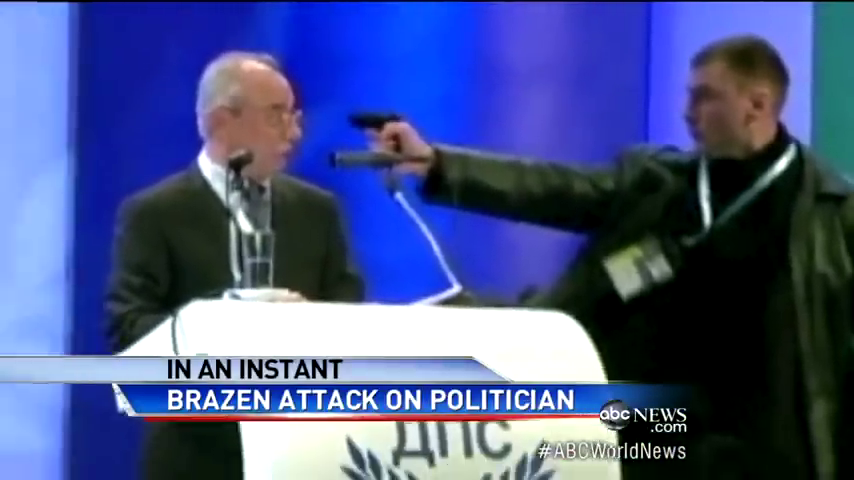 IN AN INSTANT
BRAZEN ATTACK ON POLITICIAN
abc NEWS
.com
ДПС
#ABCWorldNews